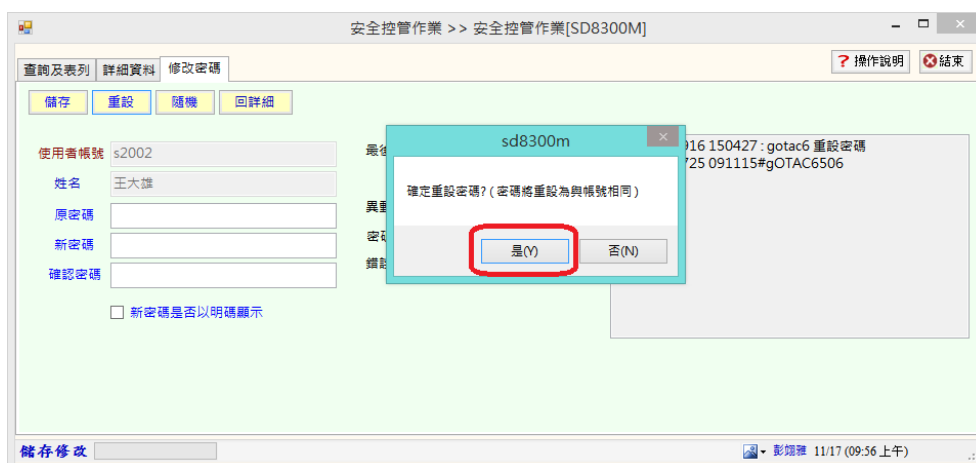 安全控管作業 >> 安全控管作業[SD8300M]
查詢及表列 詳細資料 修改密碼
? 操作說明 結束
儲存 重設 隨機 回詳細
使用者帳號 s2002
姓名 王大雄
原密碼
新密碼
確認密碼
新密碼是否以明碼顯示
sd8300m
確定重設密碼?(密碼將重設為與帳號相同)
是(Y) 否(N)
916 150427 : gotac6 重設密碼
725 091115#gOTAC6506
儲存修改
彭翊雅 11/17 (09:56 上午)